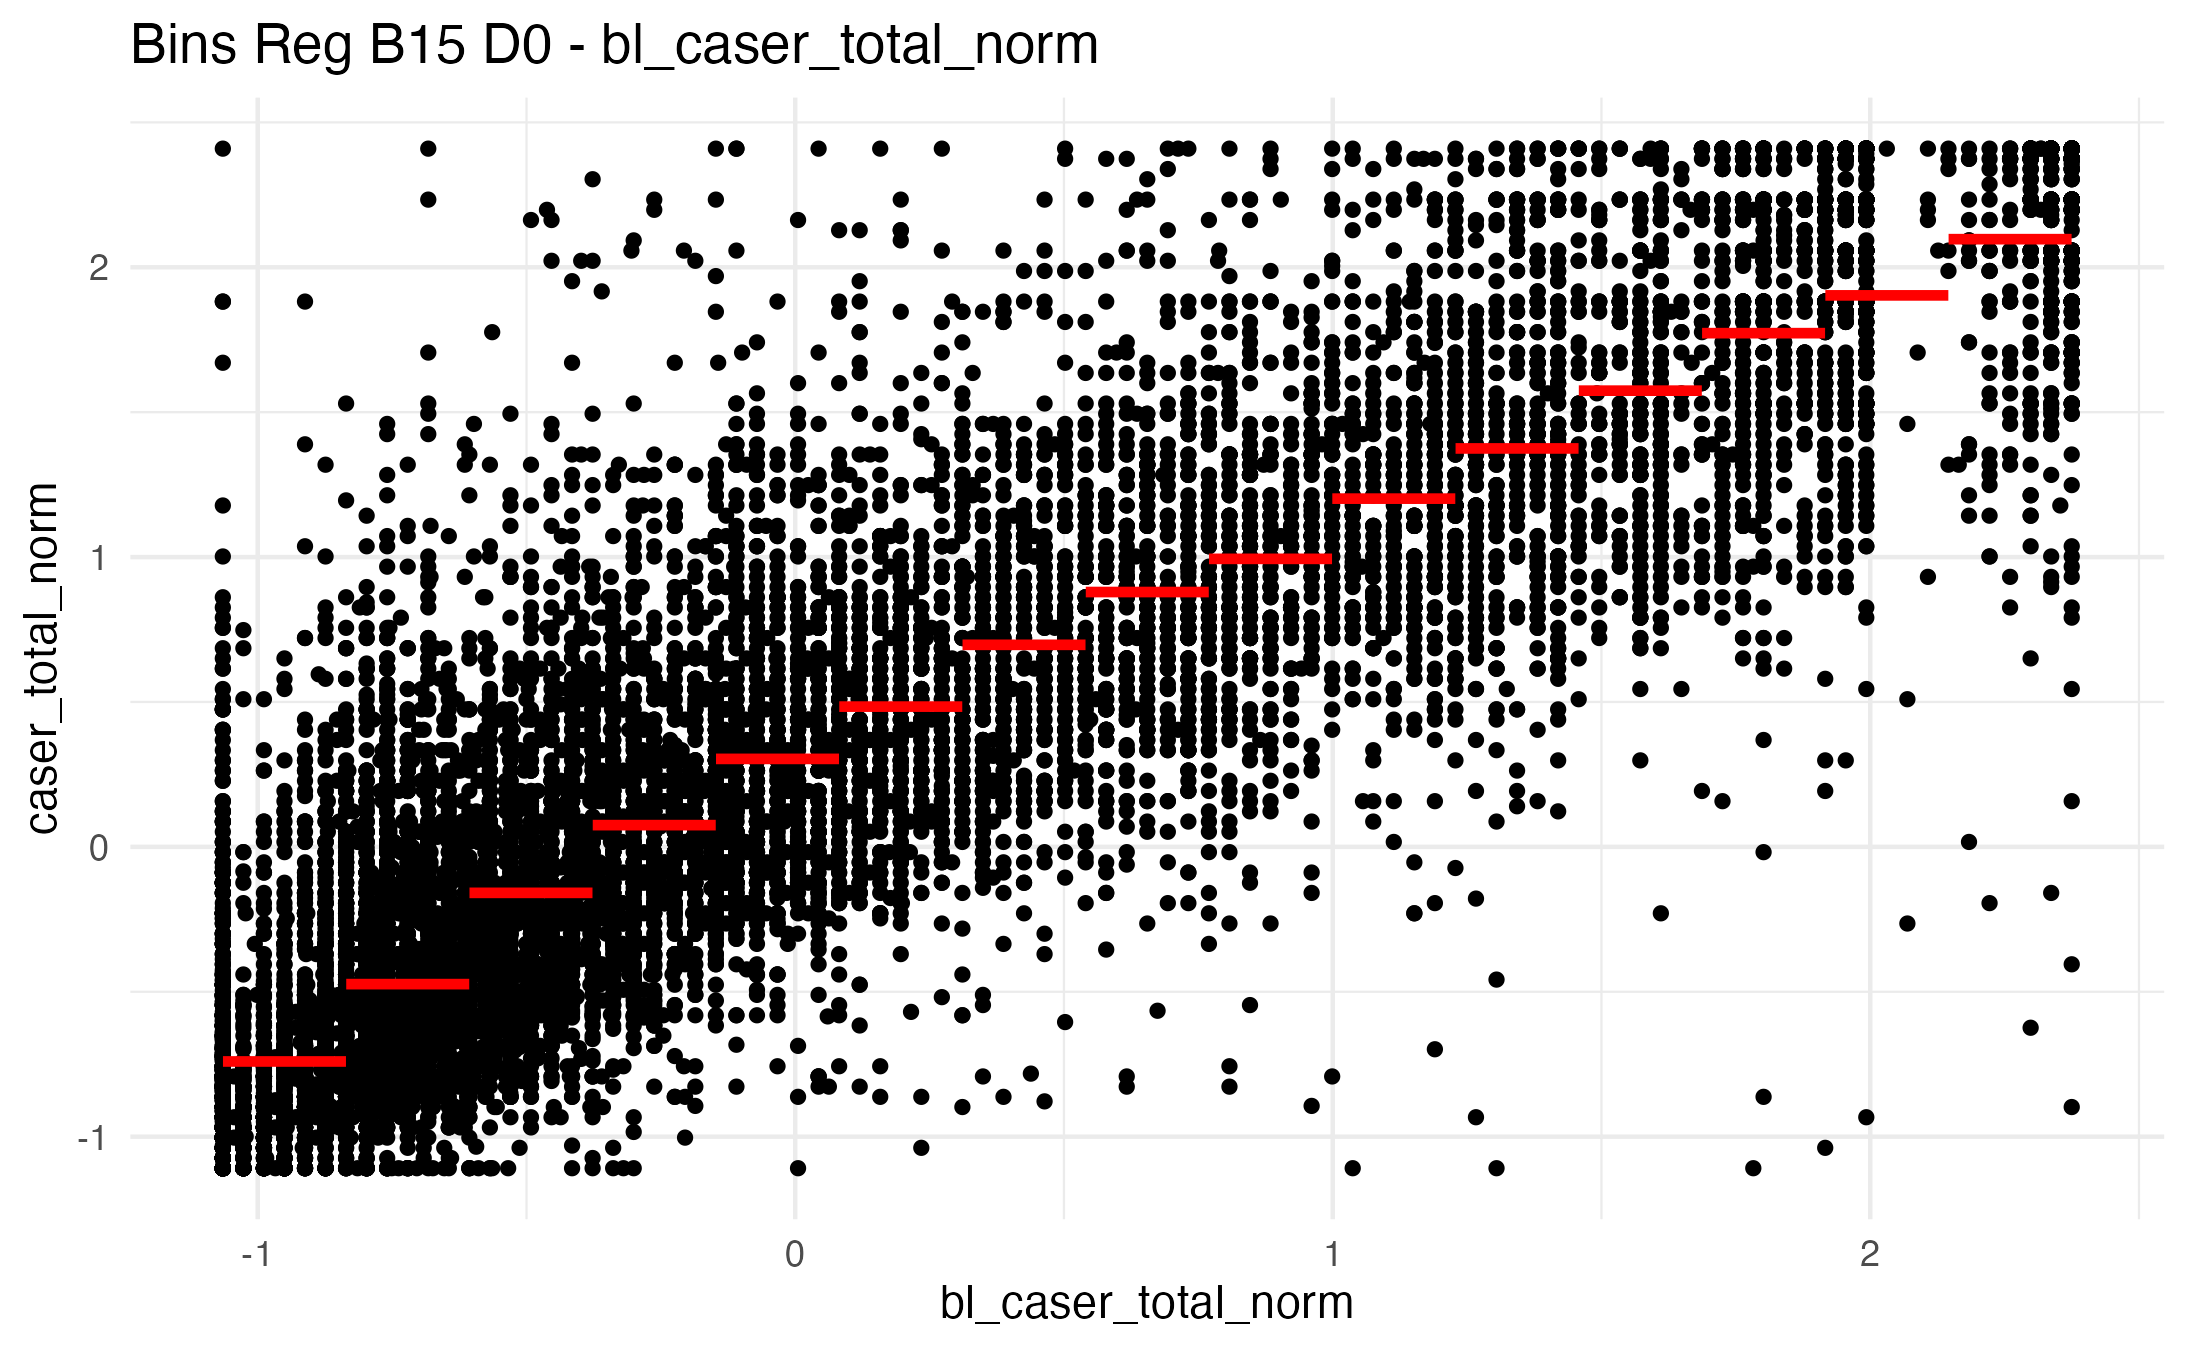 Bins Reg B15 D0 - bl_caser_total_norm
caser_total_norm
2
1
0
-1
-1
0
1
2
bl_caser_total_norm